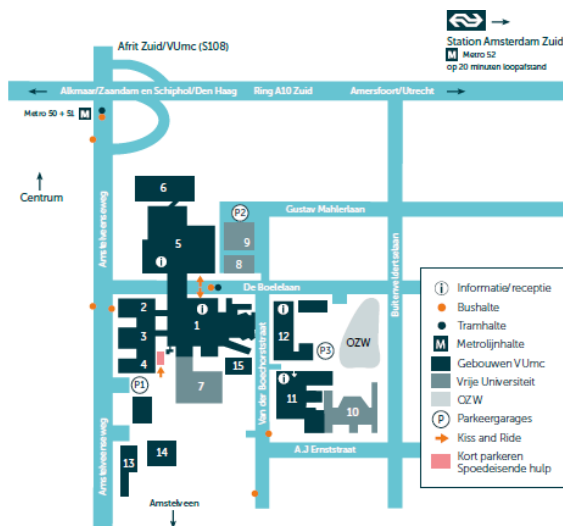 Afrit Zuid/VUmc (S108)
Station Amsterdam Zuid
M Metro 52
op 20 minuten loopafstand
Alkmaar/Zaandam en Schiphol/Den Haag
Ring A10 Zuid
Amersfoort/Utrecht
Metro 50 + 51 M
Centrum
Amstelveenseweg
6
P2
Gustav Mahlerlaan
5
9
i
8
Buitenveldertselaan
De Boelelaan
2
i
1
3
12
OZW
4
15
P3
P1
7
Van der Boechorststraat
i
11
10
A.J Ernststraat
14
13
Amstelveenseweg
Amstelveen
i Informatie/receptie
Bushalte
Tramhalte
M Metrolijnhalte
Gebouwen VUmc
Vrije Universiteit
OZW
P Parkeergarages
Kiss and Ride
Kort parkeren
Spoedeisende hulp